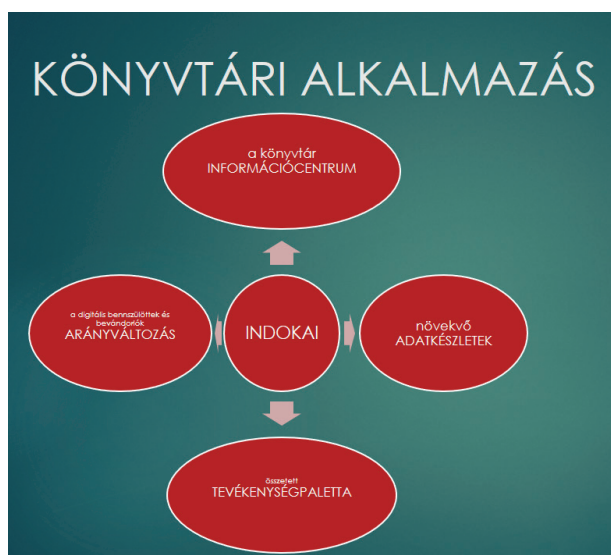 KÖNYVTÁRI ALKALMAZÁS
a könyvtár
INFORMÁCIÓCENTRUM
a digitális bennszülöttek és
bevándorlók
ARÁNYVÁLTOZÁS
INDOKAI
növekvő
ADATKÉSZLETEK
összetett
TEVÉKENYSÉGPALETTA